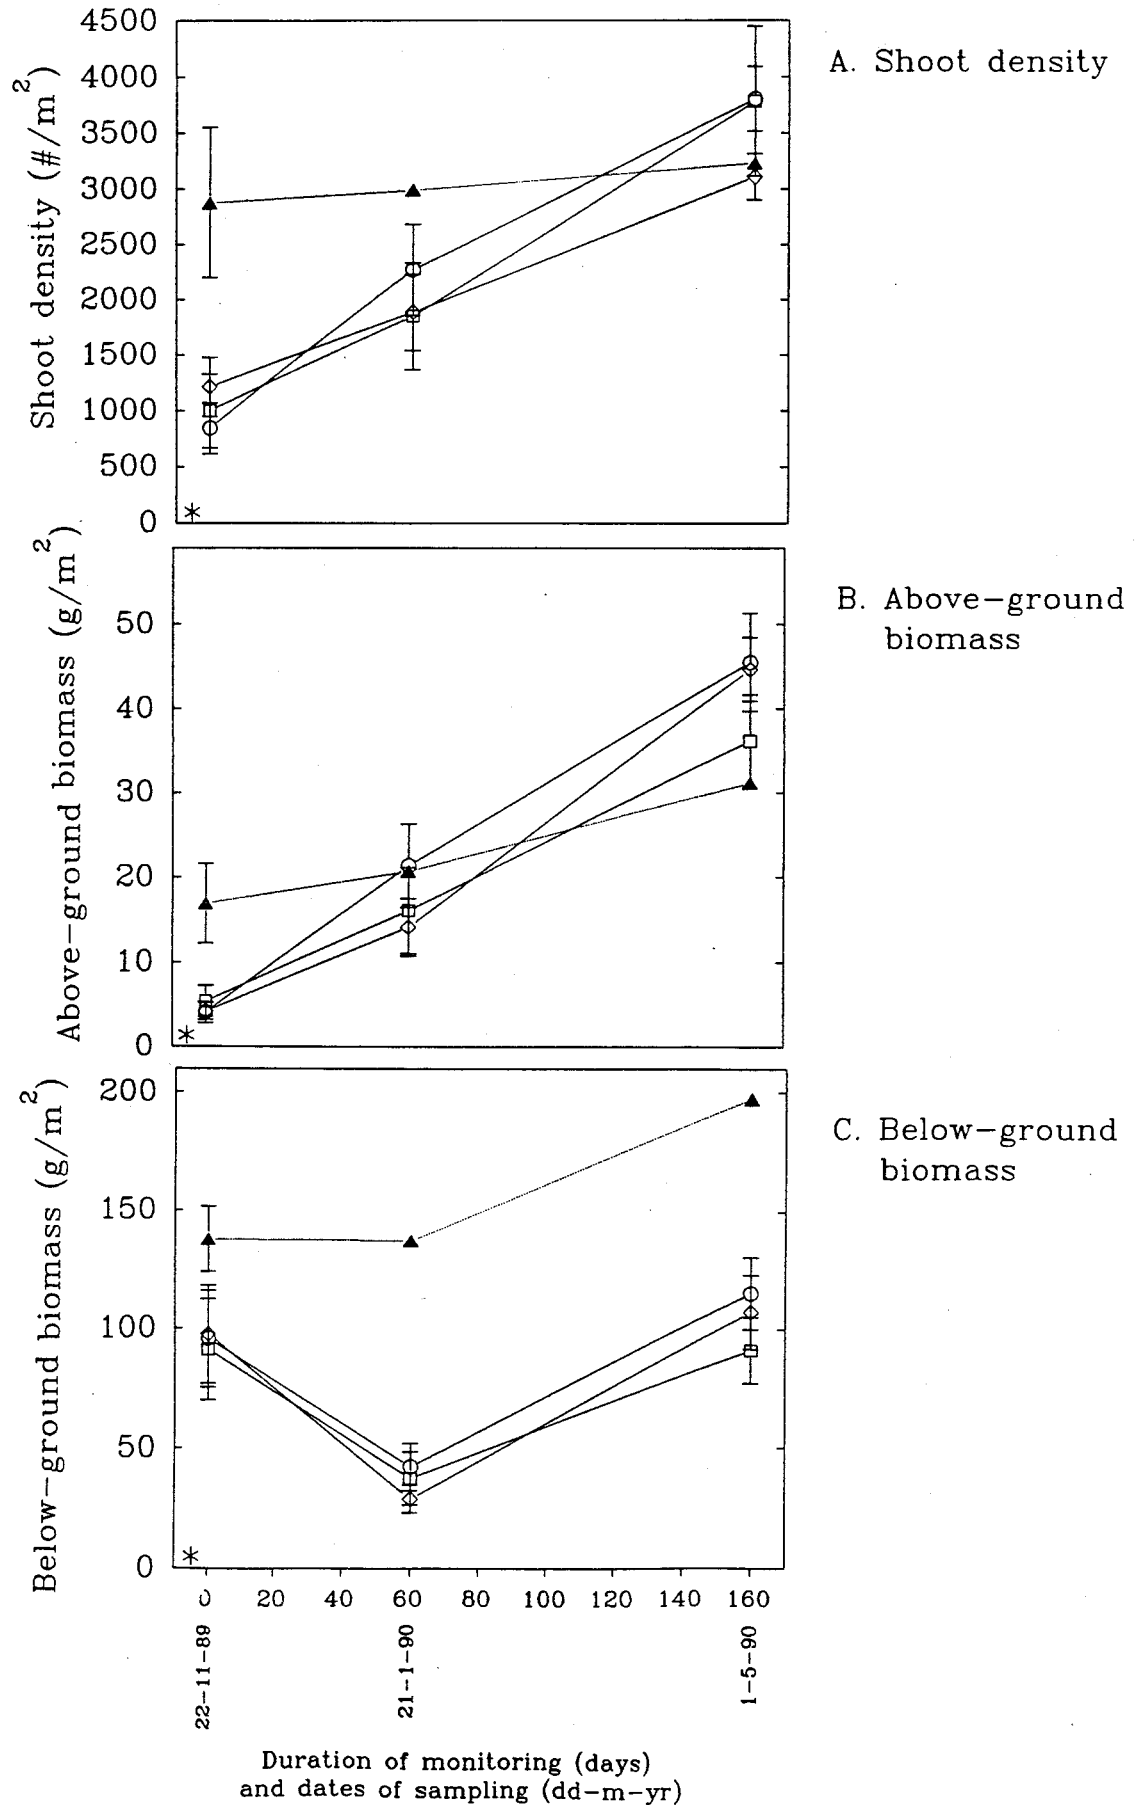 A. Shoot density
Shoot density (#/m²)
4500
4000
3500
3000
2500
2000
1500
1000
500
0
*
B. Above-ground
biomass
Above-ground biomass (g/m²)
50
40
30
20
10
0
*
C. Below-ground
biomass
Below-ground biomass (g/m²)
200
150
100
50
0
*
0 20 40 60 80 100 120 140 160
22-11-89 21-1-90 1-5-90
Duration of monitoring (days)
and dates of sampling (dd-m-yr)